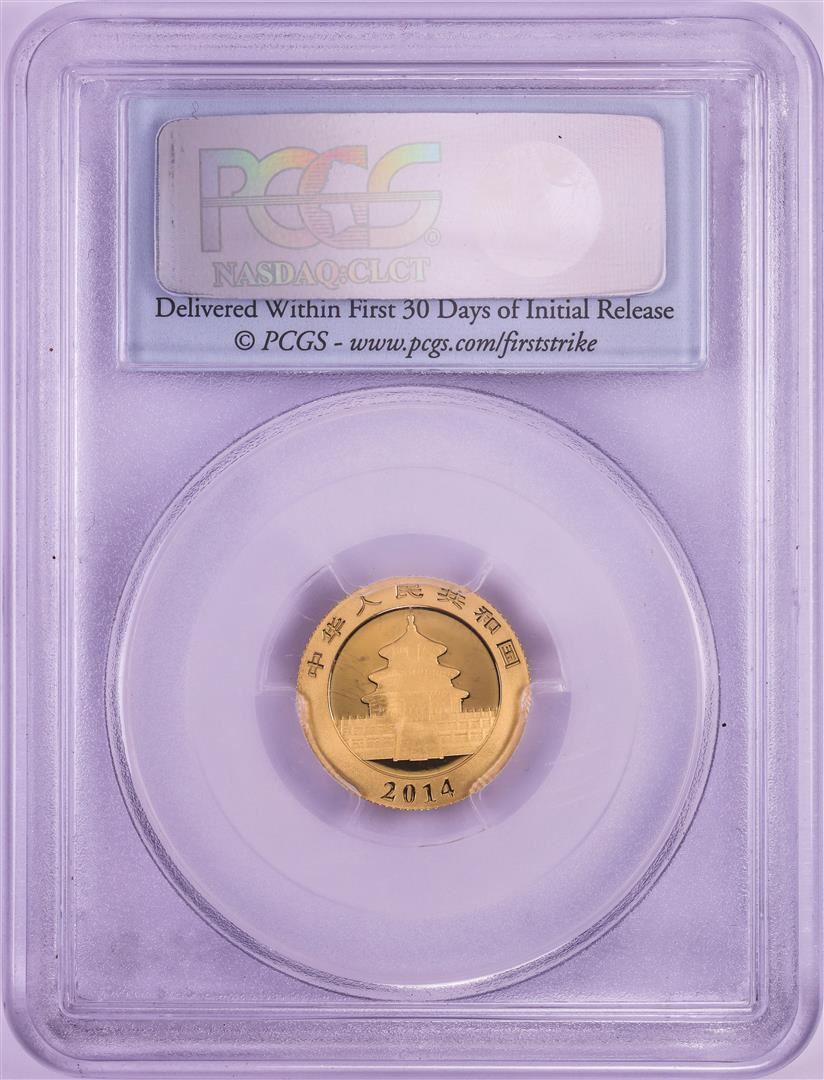 PCGS®
NASDAQ:CLCT
Delivered Within First 30 Days of Initial Release
© PCGS - www.pcgs.com/firststrike
中华人民共和国
2014